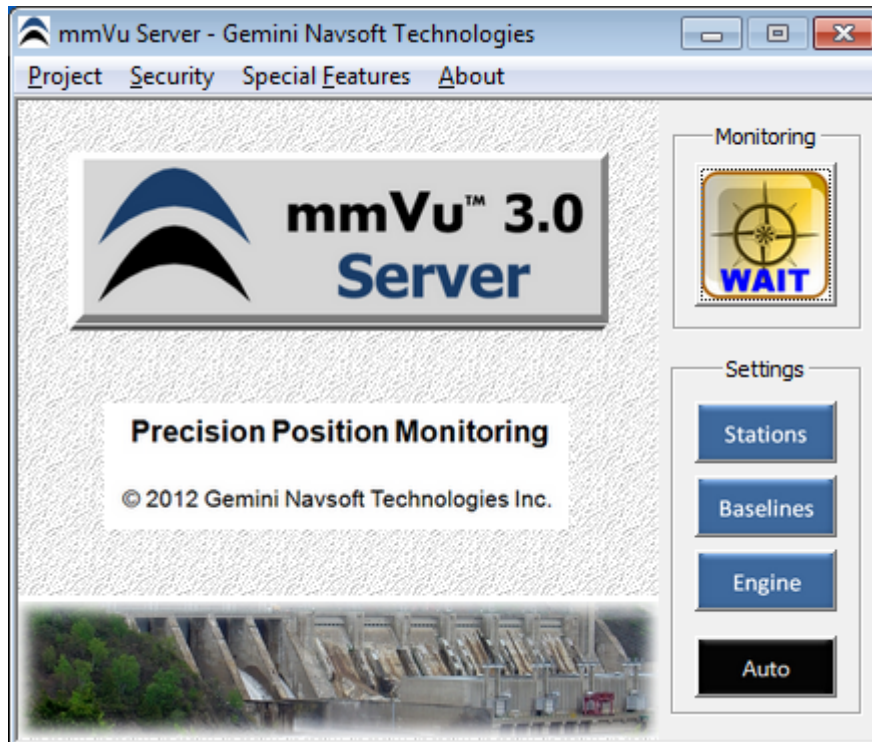 mmVu Server - Gemini Navsoft Technologies
Project Security Special Features About
mmVu™ 3.0
Server
Precision Position Monitoring
© 2012 Gemini Navsoft Technologies Inc.
Monitoring
WAIT
Settings
Stations
Baselines
Engine
Auto